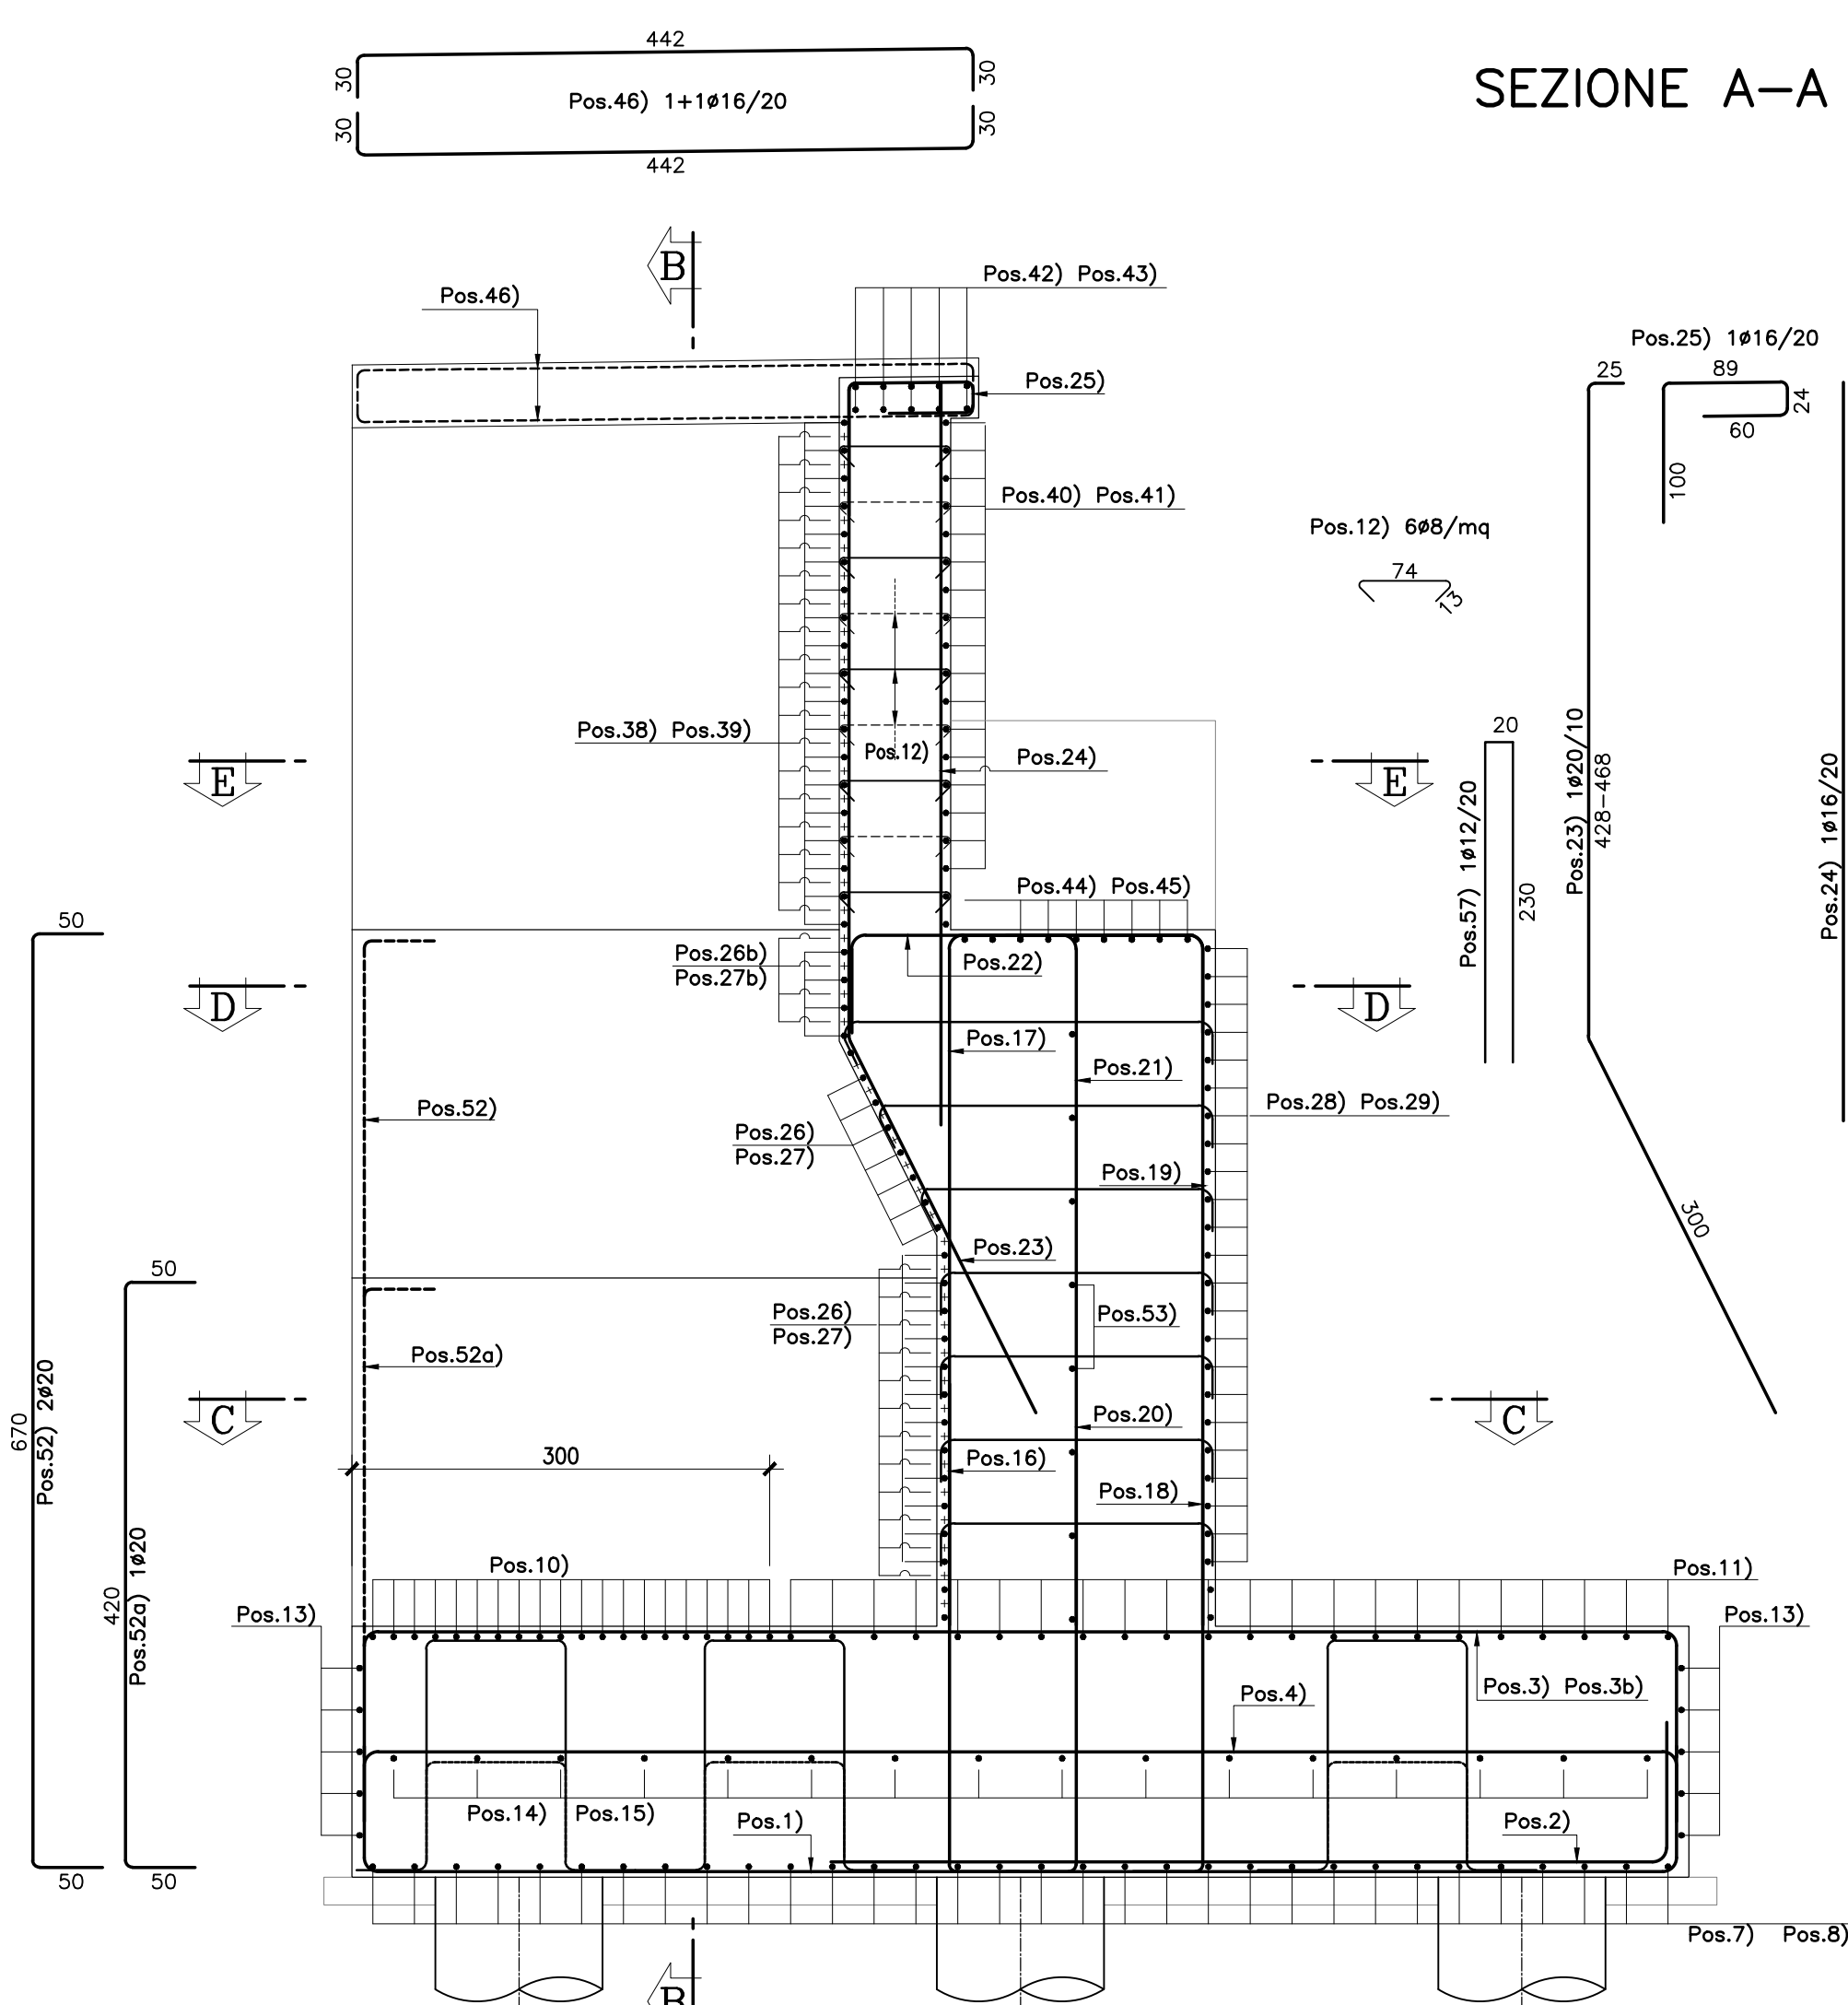 442
30
30
Pos.46) 1+1ø16/20
30
30
442
SEZIONE A-A
B
Pos.42) Pos.43)
Pos.46)
Pos.25)
Pos.25) 1ø16/20
25
89
24
60
100
Pos.40) Pos.41)
Pos.12) 6ø8/mq
74
13
Pos.38) Pos.39)
Pos.12)
Pos.24)
E
E
20
Pos.57) 1ø12/20
230
Pos.23) 1ø20/10
428-468
300
Pos.24) 1ø16/20
Pos.44) Pos.45)
50
Pos.26b)
Pos.27b)
Pos.22)
D
D
Pos.17)
Pos.21)
Pos.52)
Pos.28) Pos.29)
Pos.26)
Pos.27)
Pos.19)
Pos.23)
50
Pos.26)
Pos.27)
Pos.53)
Pos.52a)
670
Pos.52) 2ø20
C
C
Pos.20)
300
Pos.16)
Pos.18)
420
Pos.52a) 1ø20
Pos.10)
Pos.11)
Pos.13)
Pos.13)
Pos.3) Pos.3b)
Pos.4)
Pos.14) Pos.15)
Pos.1)
Pos.2)
50
50
Pos.7) Pos.8)
B